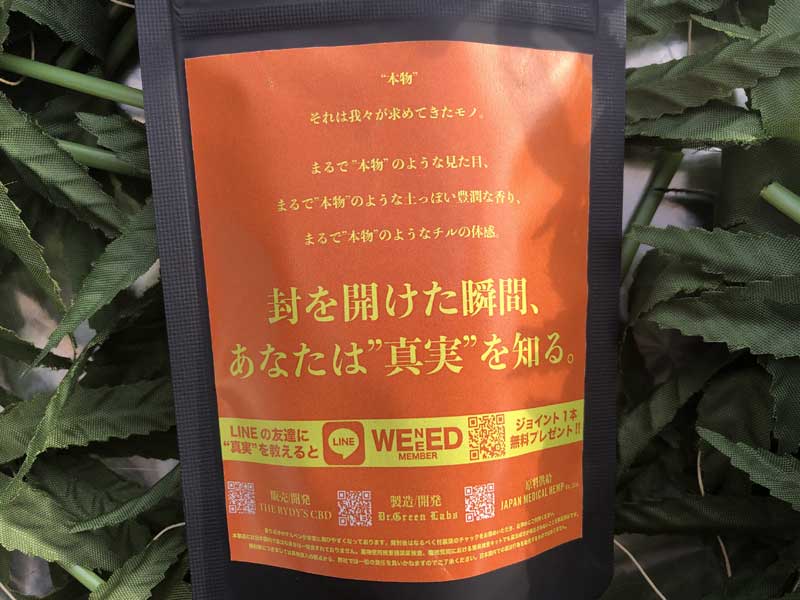 “本物”
それは我々が求めてきたモノ。
まるで”本物”のような見た目、
まるで”本物”のような土っぽい豊潤な香り、
まるで”本物”のようなチルの体感。
封を開けた瞬間、
あなたは”真実”を知る。
LINEの友達に
“真実”を教えると
LINE
WEENEED
MEMBER
ジョイント1本
無料プレゼント!!
販売/開発
THE RYDY'S CBD
製造/開発
Dr.Green Labs
原料供給
JAPAN MEDICAL HEMP Co.,Ltd.